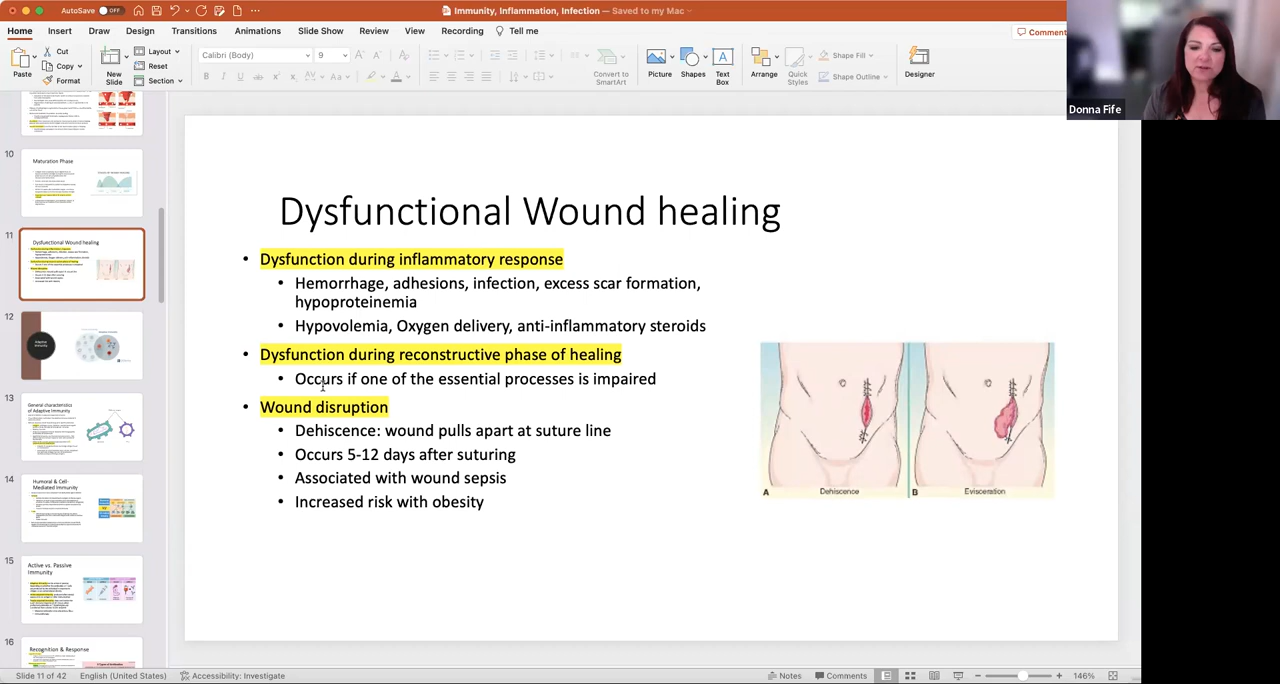 AutoSave OFF
Immunity, Inflammation, Infection — Saved to my Mac
Home Insert Draw Design Transitions Animations Slide Show Review View Recording Tell me
Comment
Paste
Cut
Copy
Format
New Slide
Layout
Reset
Section
Calibri (Body) 9
Convert to SmartArt
Picture
Shapes
Text Box
Arrange
Quick Styles
Shape Fill
Shape Outline
Designer
Donna Fife
10
Maturation Phase
11
Dysfunctional Wound healing
12
Adaptive Immunity
13
General characteristics of Adaptive Immunity
14
Humoral & Cell-Mediated Immunity
15
Active vs. Passive Immunity
16
Recognition & Response
Dysfunctional Wound healing
• Dysfunction during inflammatory response
• Hemorrhage, adhesions, infection, excess scar formation,
hypoproteinemia
• Hypovolemia, Oxygen delivery, anti-inflammatory steroids
• Dysfunction during reconstructive phase of healing
• Occurs if one of the essential processes is impaired
• Wound disruption
• Dehiscence: wound pulls apart at suture line
• Occurs 5-12 days after suturing
• Associated with wound sepsis
• Increased risk with obesity
A Dehiscence B Evisceration
Slide 11 of 42 English (United States) Accessibility: Investigate Notes Comments 146%